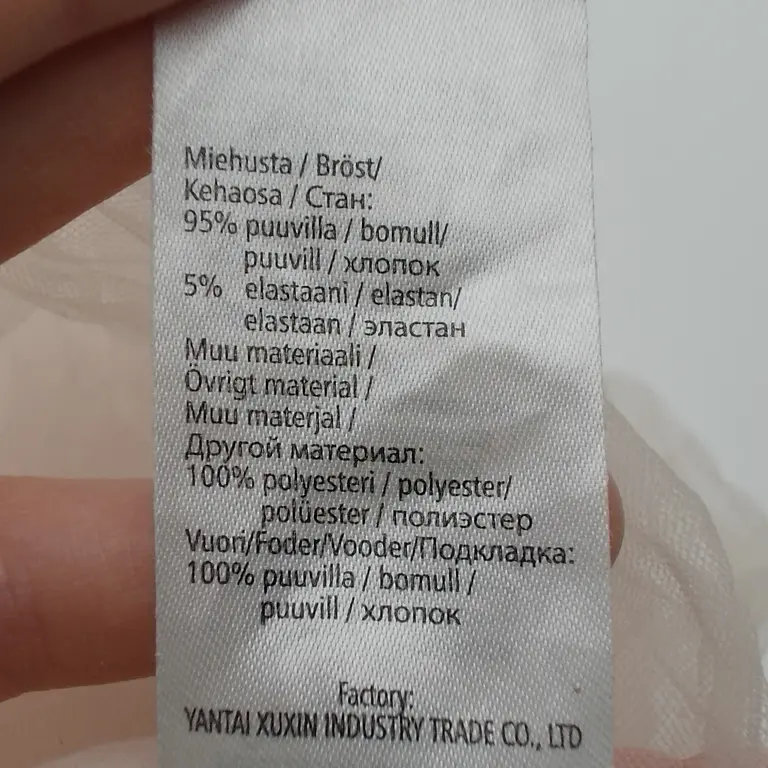 Miehusta / Bröst/
Kehaosa / Стан:
95% puuvilla / bomull/
puuvill / хлопок
5% elastaani / elastan/
elastaan / эластан
Muu materiaali /
Övrigt material /
Muu materjal /
Другой материал:
100% polyesteri / polyester/
polüester / полиэстер
Vuori/Foder/Vooder/Подкладка:
100% puuvilla / bomull /
puuvill / хлопок
Factory:
YANTAI XUXIN INDUSTRY TRADE CO., LTD